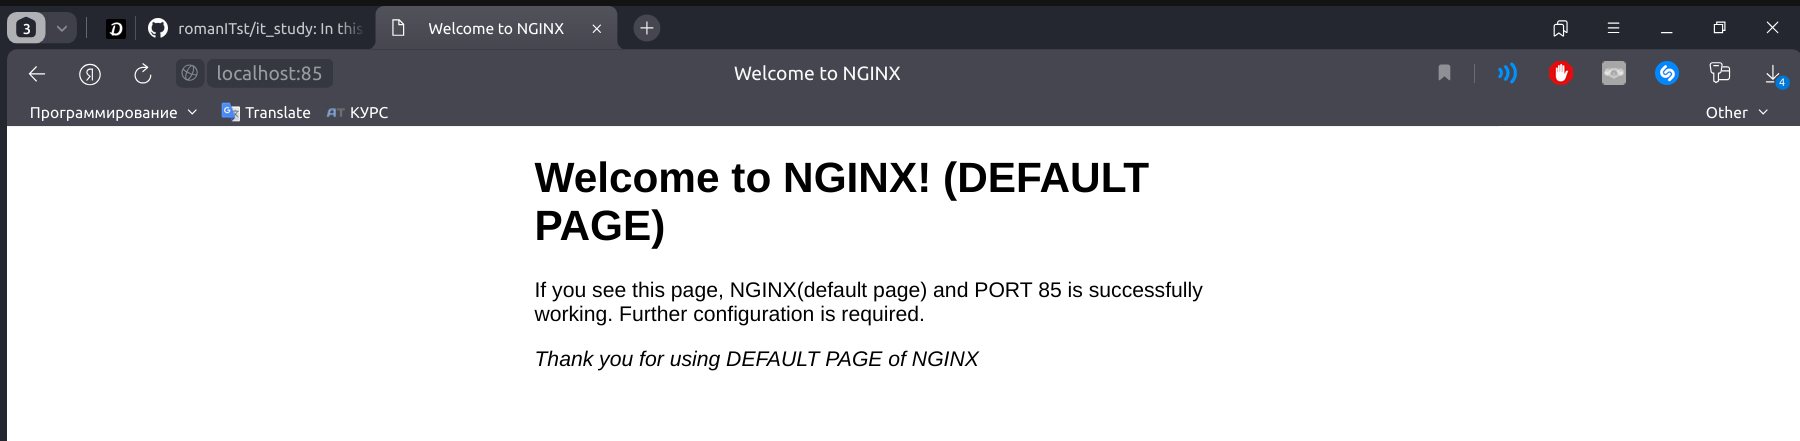 3
romanITst/it_study: In this
Welcome to NGINX
localhost:85
Welcome to NGINX
4
Программирование
Translate
АТ КУРС
Other
Welcome to NGINX! (DEFAULT
PAGE)
If you see this page, NGINX(default page) and PORT 85 is successfully
working. Further configuration is required.
Thank you for using DEFAULT PAGE of NGINX